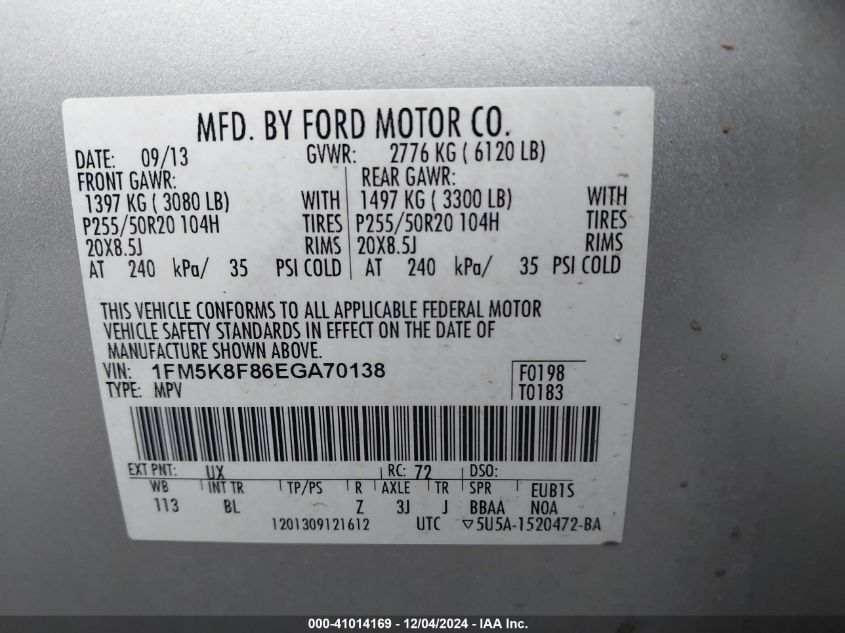 MFD. BY FORD MOTOR CO.
DATE: 09/13 GVWR: 2776 KG ( 6120 LB)
FRONT GAWR: REAR GAWR:
1397 KG ( 3080 LB) WITH 1497 KG ( 3300 LB) WITH
P255/50R20 104H TIRES P255/50R20 104H TIRES
20X8.5J RIMS 20X8.5J RIMS
AT 240 kPa/ 35 PSI COLD AT 240 kPa/ 35 PSI COLD
THIS VEHICLE CONFORMS TO ALL APPLICABLE FEDERAL MOTOR
VEHICLE SAFETY STANDARDS IN EFFECT ON THE DATE OF
MANUFACTURE SHOWN ABOVE.
VIN: 1FM5K8F86EGA70138 F0198
TYPE: MPV T0183
EXT PNT: UX RC: 72 DSO:
WB INT TR TP/PS R AXLE TR SPR EUB1S
113 BL Z 3J J BBAA NOA
1201309121612 UTC ▽5U5A-1520472-BA
000-41014169 - 12/04/2024 - IAA Inc.